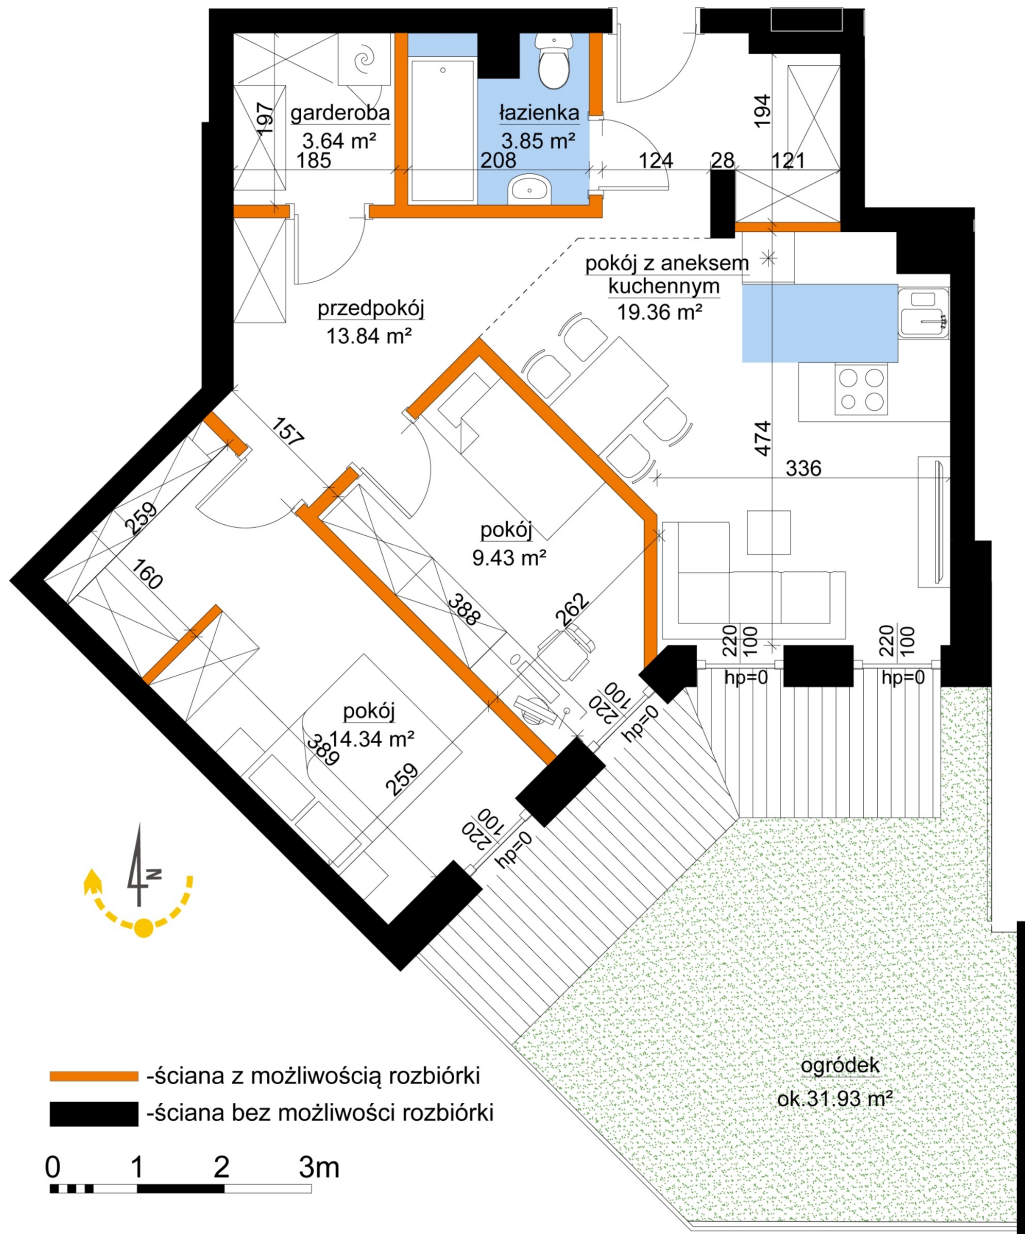 garderoba
3.64 m²
197
185
łazienka
3.85 m²
208
124
28
121
194
pokój z aneksem
kuchennym
19.36 m²
przedpokój
13.84 m²
157
474
336
259
160
pokój
9.43 m²
388
262
220
100
hp=0
220
100
hp=0
220
100
hp=0
pokój
14.34 m²
389
259
220
100
hp=0
N
ogródek
ok.31.93 m²
-ściana z możliwością rozbiórki
-ściana bez możliwości rozbiórki
0 1 2 3m